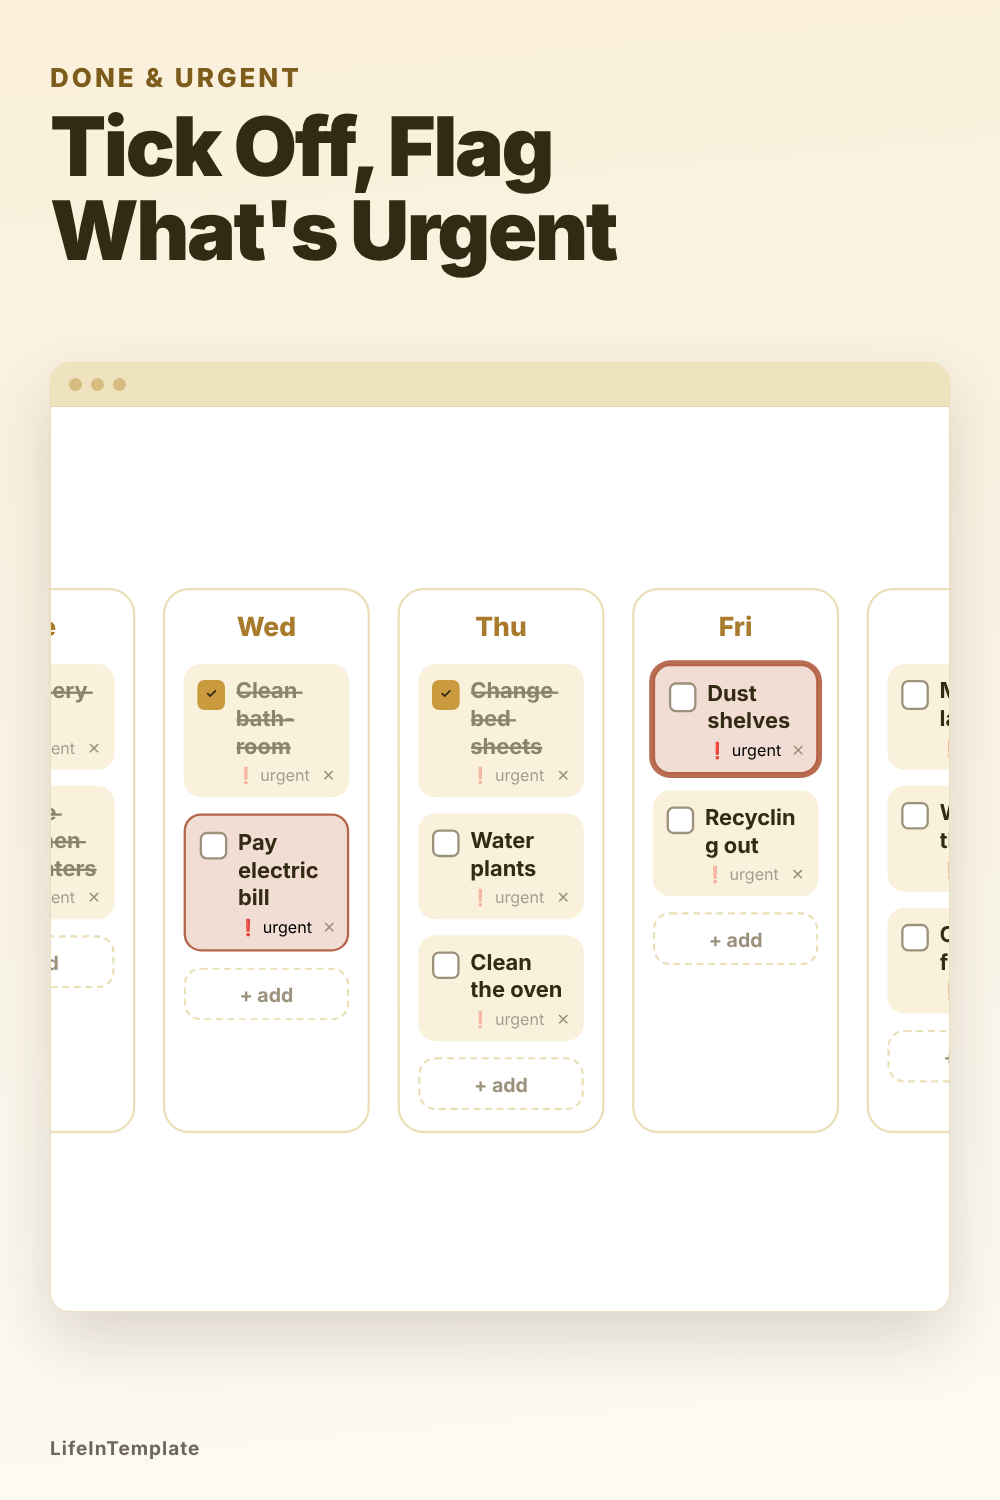 DONE & URGENT
Tick Off, Flag
What's Urgent
Wed
Clean
bath-
room
❗ urgent ×
Pay
electric
bill
❗ urgent ×
+ add
Thu
Change
bed
sheets
❗ urgent ×
Water
plants
❗ urgent ×
Clean
the oven
❗ urgent ×
+ add
Fri
Dust
shelves
❗ urgent ×
Recyclin
g out
❗ urgent ×
+ add
LifeInTemplate